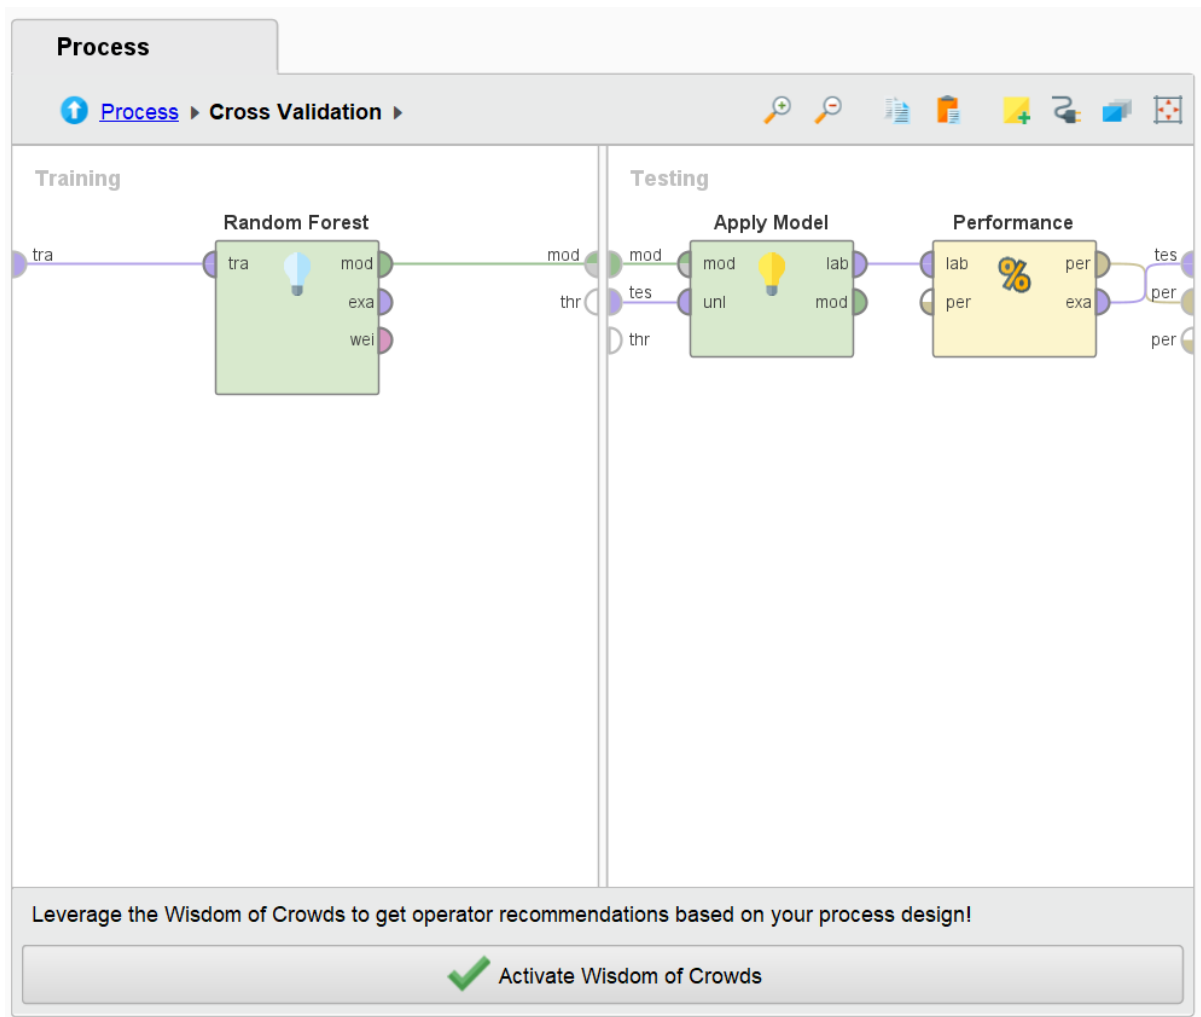 Process
Process Cross Validation
Training
Testing
Random Forest
Apply Model
Performance
tra
tra
mod
mod
mod
mod
lab
lab
per
tes
exa
thr
tes
unl
mod
per
exa
per
wei
thr
per
Leverage the Wisdom of Crowds to get operator recommendations based on your process design!
Activate Wisdom of Crowds